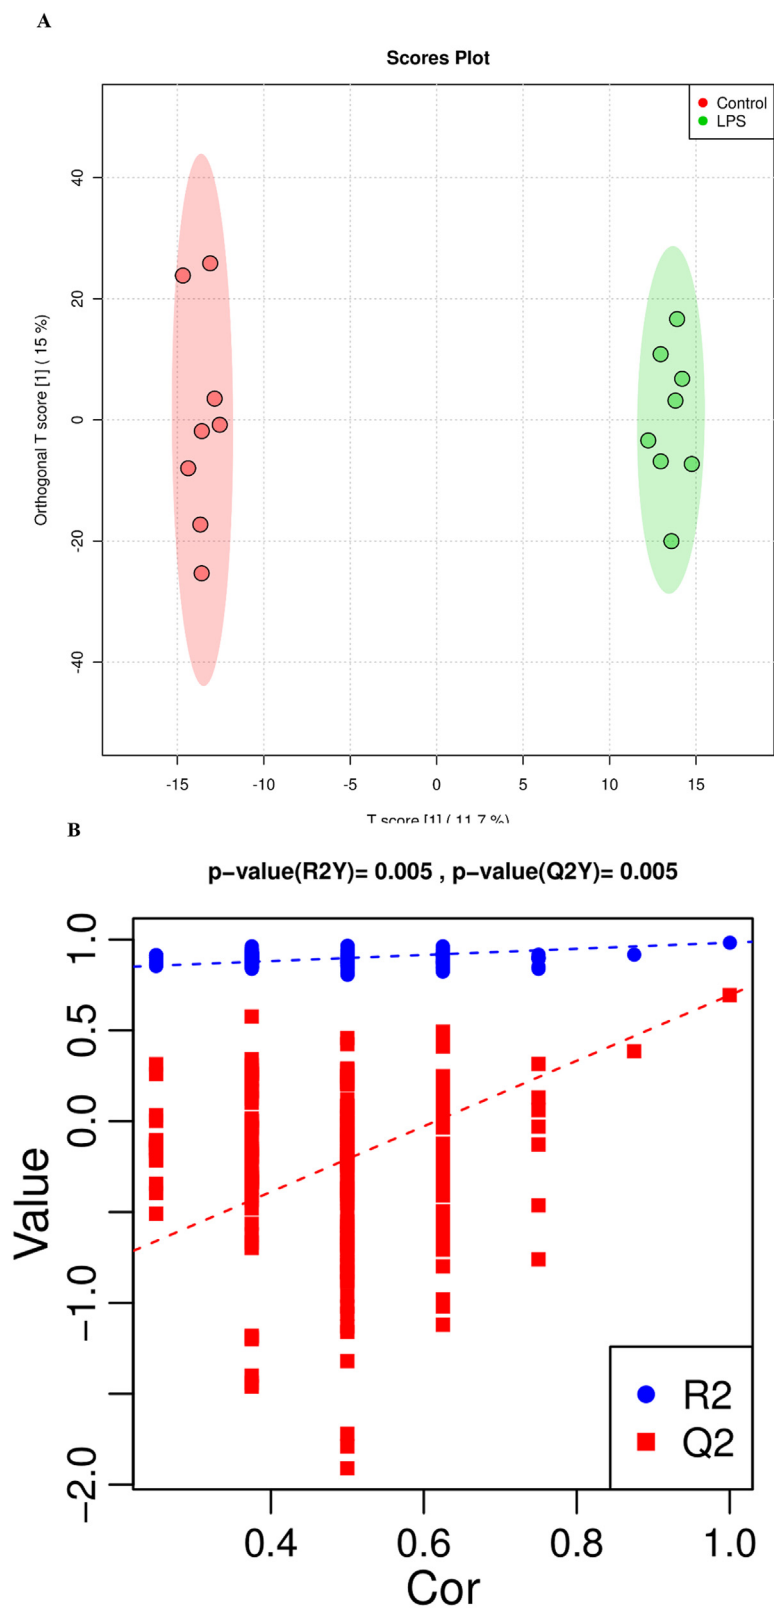 A
Scores Plot
Control
LPS
40
20
0
-20
-40
Orthogonal T score [1] ( 15 %)
-15 -10 -5 0 5 10 15
T score [1] ( 11.7 %)
B
p−value(R2Y)= 0.005 , p−value(Q2Y)= 0.005
1.0
0.5
0.0
−1.0
−2.0
Value
R2
Q2
0.4 0.6 0.8 1.0
Cor